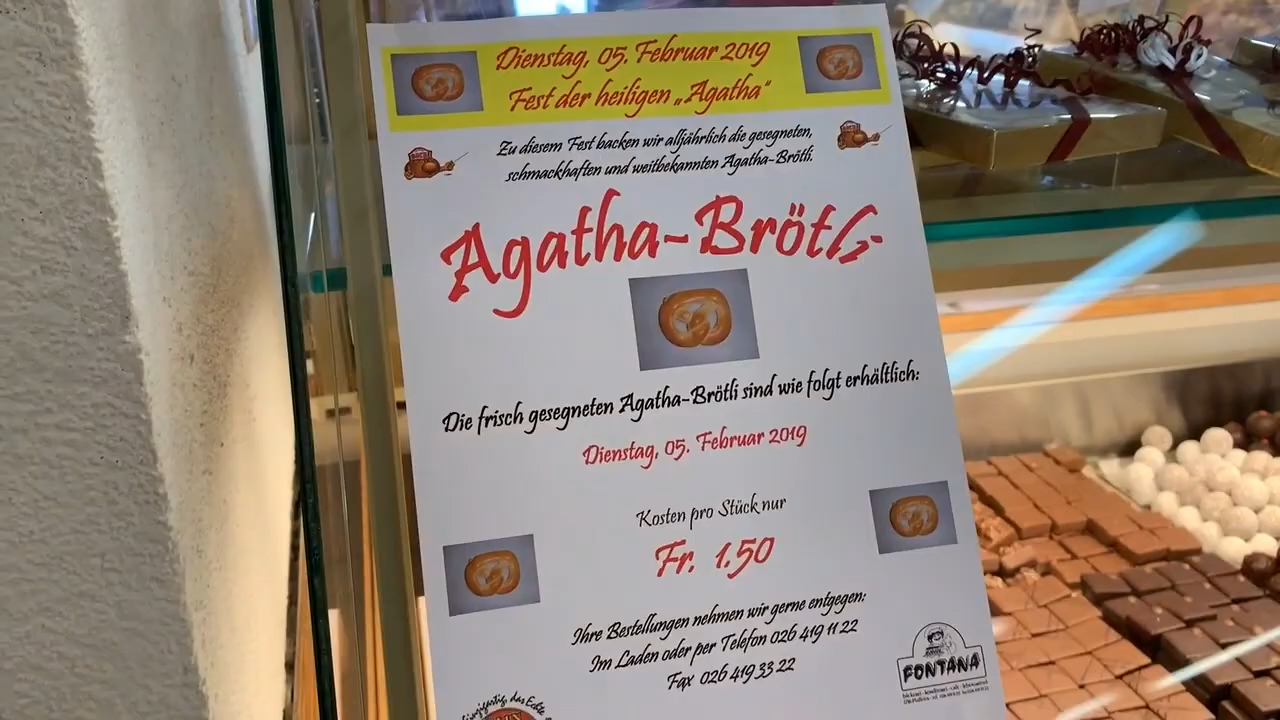 Dienstag, 05. Februar 2019
Fest der heiligen „Agatha“
Zu diesem Fest backen wir alljährlich die gesegneten,
schmackhaften und weitbekannten Agatha-Brötli.
Agatha-Brötli
Die frisch gesegneten Agatha-Brötli sind wie folgt erhältlich:
Dienstag, 05. Februar 2019
Kosten pro Stück nur
Fr. 1.50
Ihre Bestellungen nehmen wir gerne entgegen:
Im Laden oder per Telefon 026 419 11 22
Fax 026 419 33 22
FONTANA